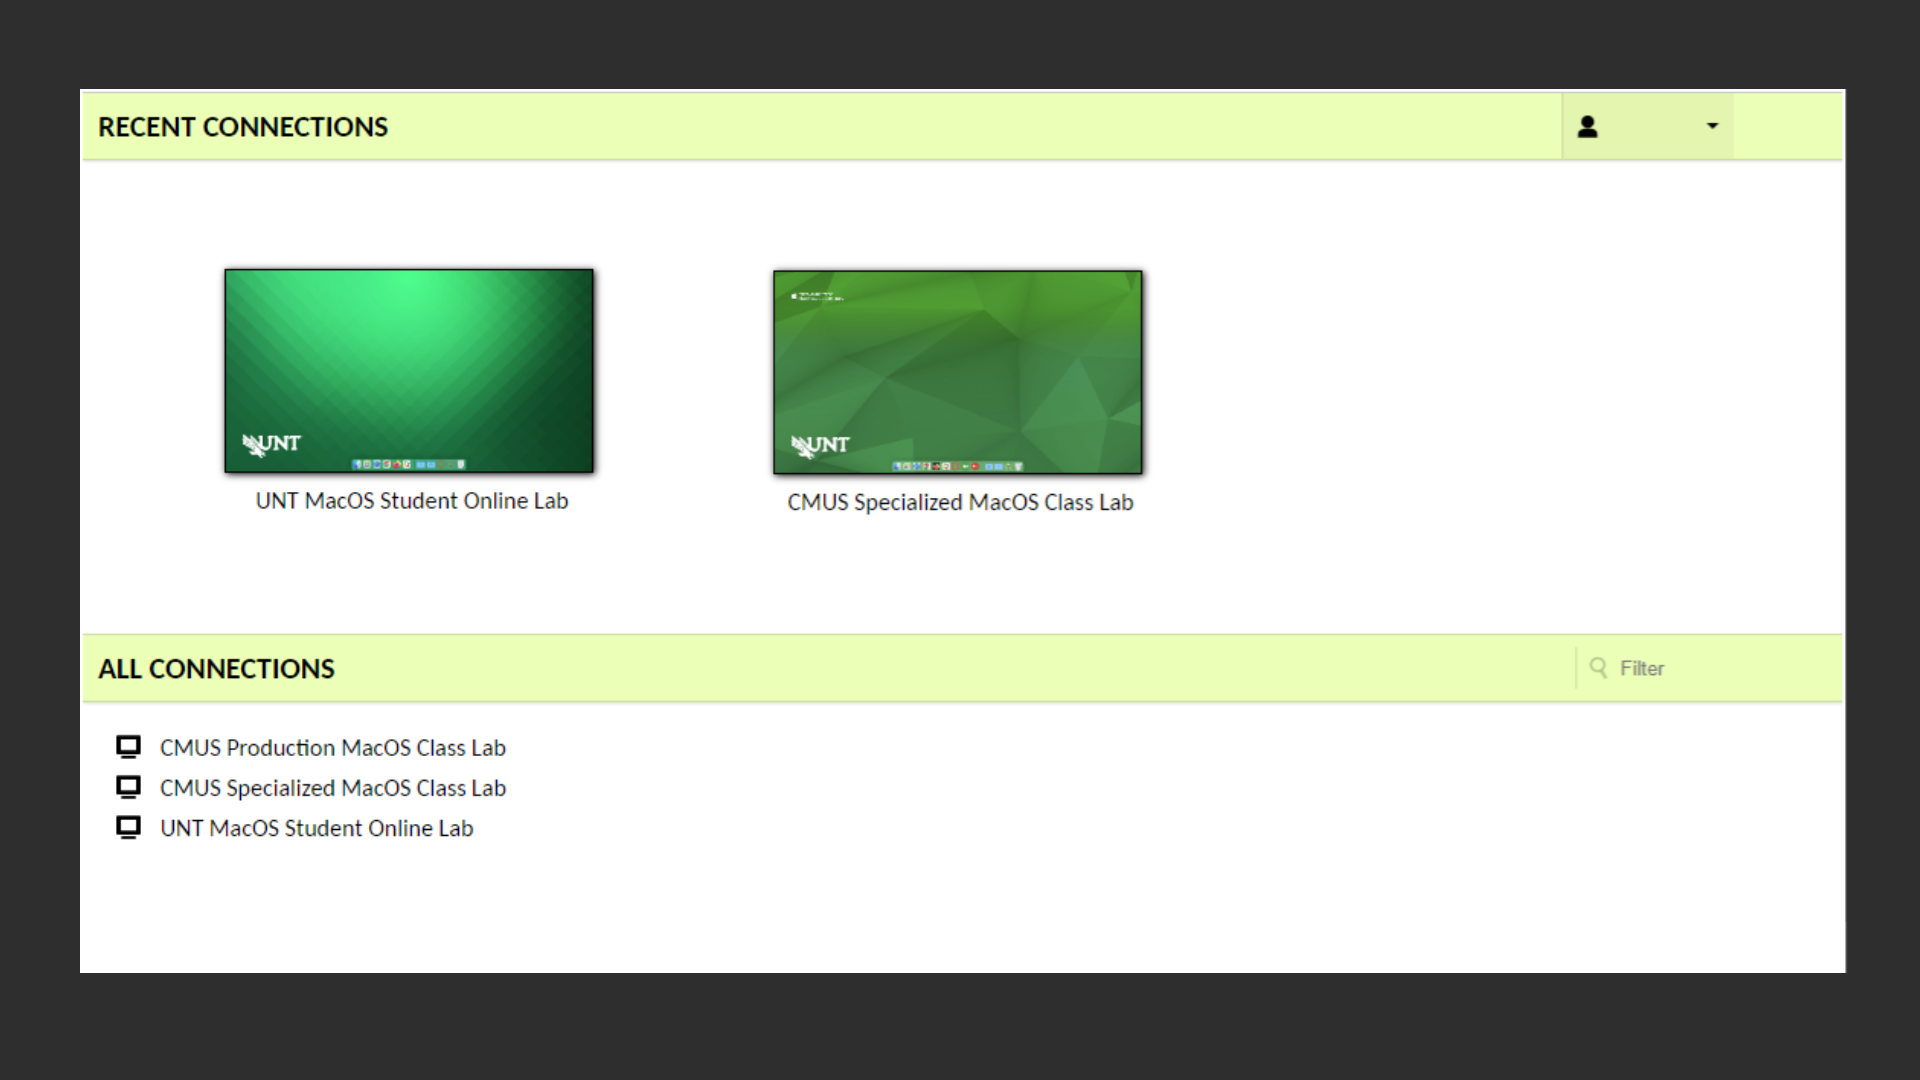 RECENT CONNECTIONS
UNT
UNT
UNT MacOS Student Online Lab
CMUS Specialized MacOS Class Lab
ALL CONNECTIONS
Filter
CMUS Production MacOS Class Lab
CMUS Specialized MacOS Class Lab
UNT MacOS Student Online Lab